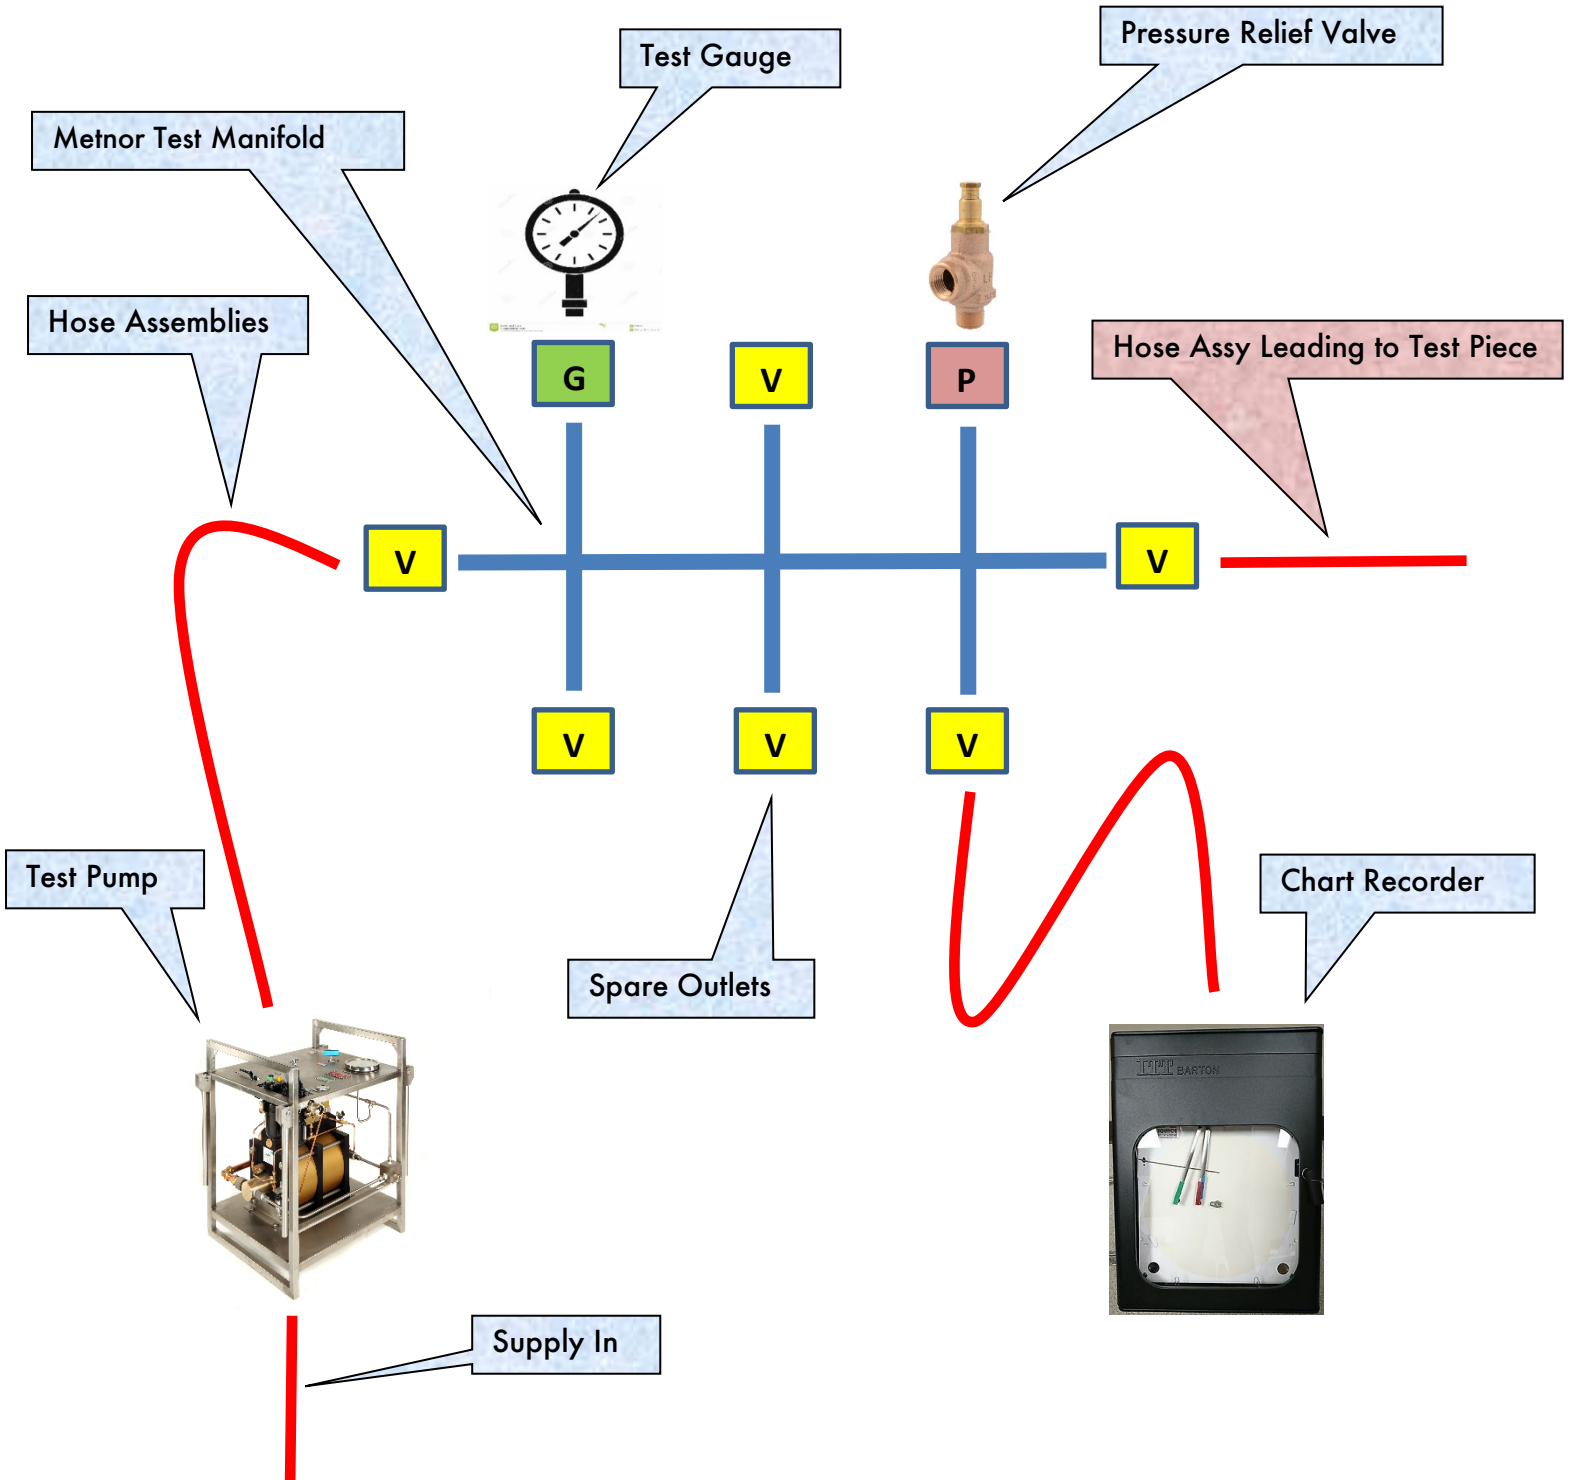 Pressure Relief Valve
Test Gauge
Metnor Test Manifold
Hose Assemblies
Hose Assy Leading to Test Piece
G
V
P
V
V
V
V
V
Test Pump
Chart Recorder
Spare Outlets
ITT BARTON
Supply In